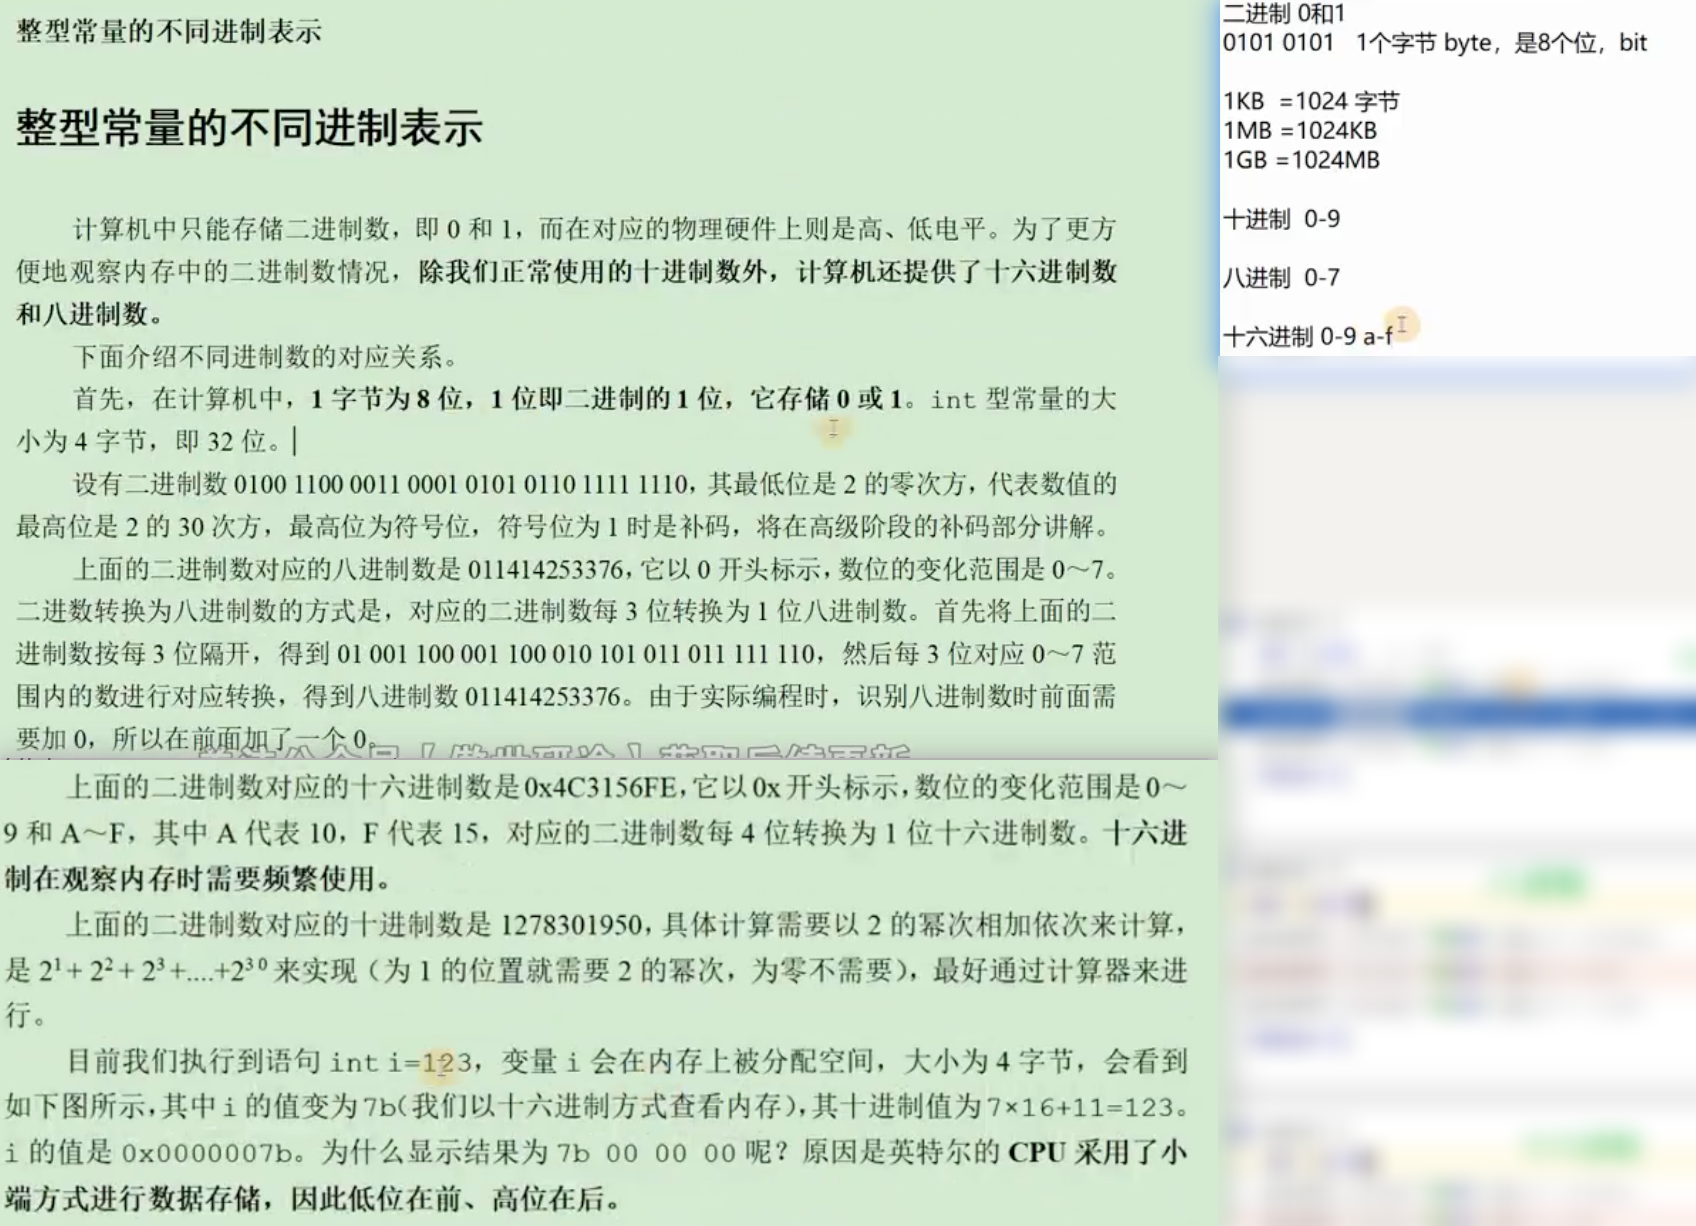 整型常量的不同进制表示
整型常量的不同进制表示
计算机中只能存储二进制数，即 0 和 1，而在对应的物理硬件上则是高、低电平。为了更方
便地观察内存中的二进制数情况，除我们正常使用的十进制数外，计算机还提供了十六进制数
和八进制数。
下面介绍不同进制数的对应关系。
首先，在计算机中，1 字节为 8 位，1 位即二进制的 1 位，它存储 0 或 1。int 型常量的大
小为 4 字节，即 32 位。
设有二进制数 0100 1100 0011 0001 0101 0110 1111 1110，其最低位是 2 的零次方，代表数值的
最高位是 2 的 30 次方，最高位为符号位，符号位为 1 时是补码，将在高级阶段的补码部分讲解。
上面的二进制数对应的八进制数是 011414253376，它以 0 开头标示，数位的变化范围是 0～7。
二进数转换为八进制数的方式是，对应的二进制数每 3 位转换为 1 位八进制数。首先将上面的二
进制数按每 3 位隔开，得到 01 001 100 001 100 010 101 011 011 111 110，然后每 3 位对应 0～7 范
围内的数进行对应转换，得到八进制数 011414253376。由于实际编程时，识别八进制数时前面需
要加 0，所以在前面加了一个 0。
上面的二进制数对应的十六进制数是 0x4C3156FE，它以 0x 开头标示，数位的变化范围是 0～
9 和 A～F，其中 A 代表 10，F 代表 15，对应的二进制数每 4 位转换为 1 位十六进制数。十六进
制在观察内存时需要频繁使用。
上面的二进制数对应的十进制数是 1278301950，具体计算需要以 2 的幂次相加依次来计算，
是 2¹+ 2²+ 2³+....+2³⁰ 来实现（为 1 的位置就需要 2 的幂次，为零不需要），最好通过计算器来进
行。
目前我们执行到语句 int i=123，变量 i 会在内存上被分配空间，大小为 4 字节，会看到
如下图所示，其中 i 的值变为 7b（我们以十六进制方式查看内存），其十进制值为 7×16+11=123。
i 的值是 0x0000007b。为什么显示结果为 7b 00 00 00 呢？原因是英特尔的 CPU 采用了小
端方式进行数据存储，因此低位在前、高位在后。
二进制 0和1
0101 0101 1个字节 byte，是8个位，bit
1KB =1024 字节
1MB =1024KB
1GB =1024MB
十进制 0-9
八进制 0-7
十六进制 0-9 a-f